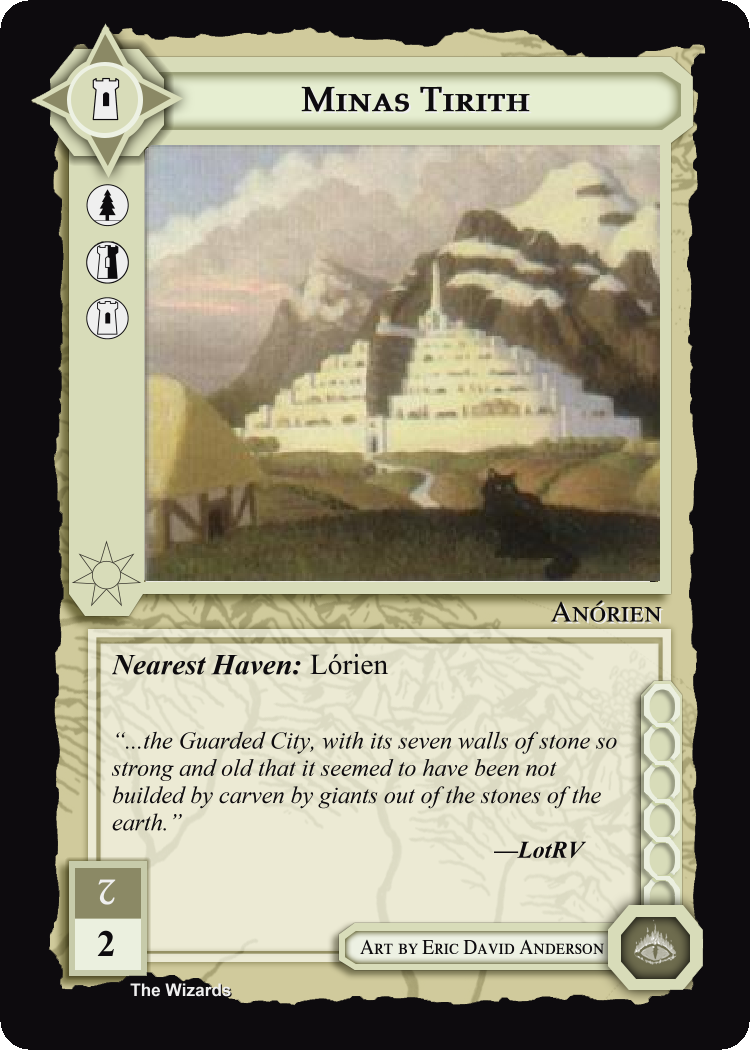 Minas Tirith
Anórien
Nearest Haven: Lórien
“...the Guarded City, with its seven walls of stone so
strong and old that it seemed to have been not
builded by carven by giants out of the stones of the
earth.”
—LotRV
2
2
Art by Eric David Anderson
The Wizards